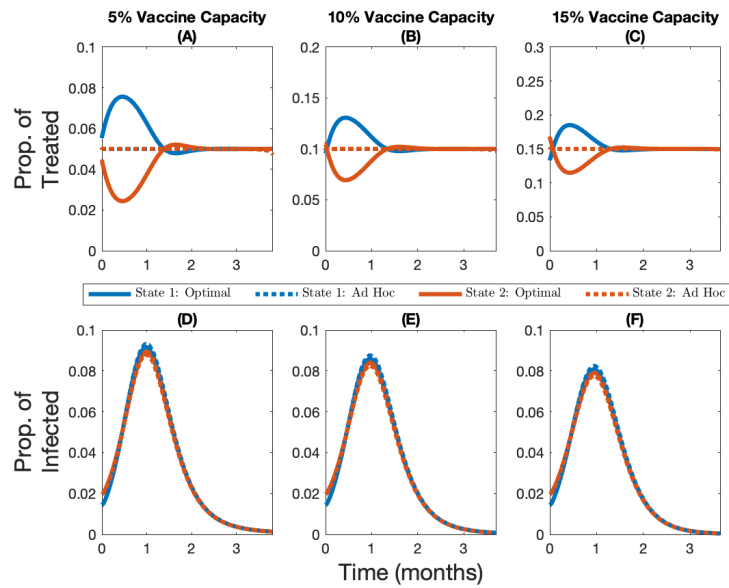 5% Vaccine Capacity
(A)
10% Vaccine Capacity
(B)
15% Vaccine Capacity
(C)
Prop. of
Treated
0.1
0.08
0.06
0.04
0.02
0
0 1 2 3
0.2
0.15
0.1
0.05
0
0 1 2 3
0.3
0.25
0.2
0.15
0.1
0.05
0
0 1 2 3
State 1: Optimal State 1: Ad Hoc State 2: Optimal State 2: Ad Hoc
(D)
(E)
(F)
Prop. of
Infected
0.1
0.08
0.06
0.04
0.02
0
0 1 2 3
0.1
0.08
0.06
0.04
0.02
0
0 1 2 3
0.1
0.08
0.06
0.04
0.02
0
0 1 2 3
Time (months)